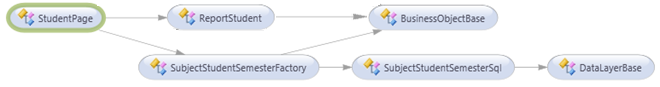 StudentPage
ReportStudent
BusinessObjectBase
SubjectStudentSemesterFactory
SubjectStudentSemesterSql
DataLayerBase